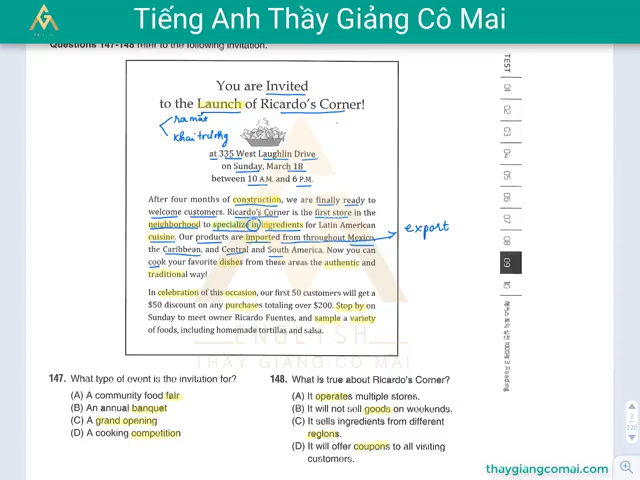 Tiếng Anh Thầy Giảng Cô Mai
Questions 147-148 refer to the following invitation.
You are Invited
to the Launch of Ricardo's Corner!
ra mắt
khai trương
at 335 West Laughlin Drive
on Sunday, March 18
between 10 A.M. and 6 P.M.
After four months of construction, we are finally ready to
welcome customers. Ricardo's Corner is the first store in the
neighborhood to specialize in ingredients for Latin American
cuisine. Our products are imported from throughout Mexico,
export
the Caribbean, and Central and South America. Now you can
cook your favorite dishes from these areas the authentic and
traditional way!
In celebration of this occasion, our first 50 customers will get a
$50 discount on any purchases totaling over $200. Stop by on
Sunday to meet owner Ricardo Fuentes, and sample a variety
of foods, including homemade tortillas and salsa.
ENGLISH
THAY GIANG CO MAI
147. What type of event is the invitation for?
(A) A community food fair
(B) An annual banquet
(C) A grand opening
(D) A cooking competition
148. What is true about Ricardo's Corner?
(A) It operates multiple stores.
(B) It will not sell goods on weekends.
(C) It sells ingredients from different
regions.
(D) It will offer coupons to all visiting
customers.
TEST
01
02
03
04
05
06
07
08
09
10
Reading
2
220
thaygiangcomai.com